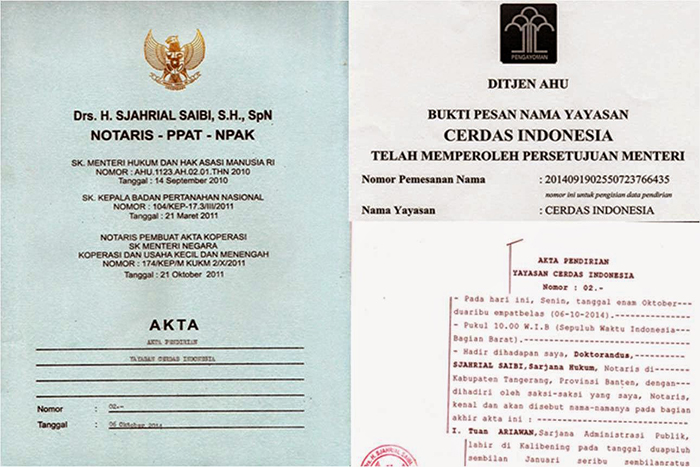 Drs. H. SJAHRIAL SAIBI, S.H., SpN
NOTARIS - PPAT - NPAK
SK. MENTERI HUKUM DAN HAK ASASI MANUSIA RI
NOMOR : AHU.1123.AH.02.01.THN 2010
Tanggal : 14 September 2010
SK. KEPALA BADAN PERTANAHAN NASIONAL
NOMOR : 104/KEP-17.3/III/2011
Tanggal : 21 Maret 2011
NOTARIS PEMBUAT AKTA KOPERASI
SK MENTERI NEGARA
KOPERASI DAN USAHA KECIL DAN MENENGAH
NOMOR : 174/KEP/M KUKM 2/X/2011
Tanggal : 21 Oktober 2011
AKTA
AKTA PENDIRIAN
YAYASAN CERDAS INDONESIA
Nomor : 02.-
Tanggal : 06 Oktober 2014
PENGAYOMAN
DITJEN AHU
BUKTI PESAN NAMA YAYASAN
CERDAS INDONESIA
TELAH MEMPEROLEH PERSETUJUAN MENTERI
Nomor Pemesanan Nama : 2014091902550723766435
nomor ini untuk pengisian data pendirian
Nama Yayasan : CERDAS INDONESIA
AKTA PENDIRIAN
YAYASAN CERDAS INDONESIA
Nomor : 02.-
- Pada hari ini, Senin, tanggal enam Oktober-
duaribu empatbelas (06-10-2014).----------
- Pukul 10.00 W.I.B (Sepuluh Waktu Indonesia-
Bagian Barat).----------
- Hadir dihadapan saya, Doktorandus,-------
SJAHRIAL SAIBI,Sarjana Hukum, Notaris di-
Kabupaten Tangerang, Provinsi Banten, dengan-
dihadiri oleh saksi-saksi yang saya, Notaris,
kenal dan akan disebut nama-namanya pada bagian
akhir akta ini :----------
I. Tuan ARIAWAN,Sarjana Administrasi Publik,
lahir di Kalibening pada tanggal duapuluh
sembilan Januari seribu sembilanratus